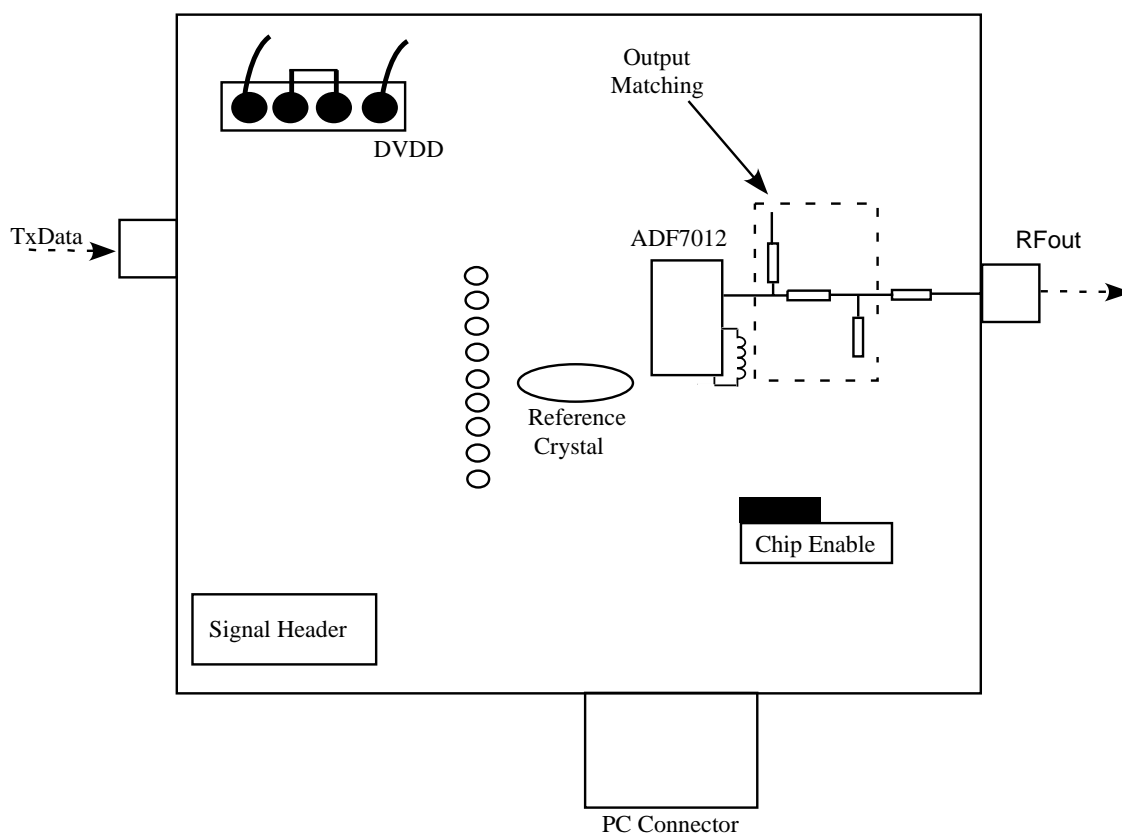 Output
Matching
DVDD
TxData
ADF7012
RFout
Reference
Crystal
Chip Enable
Signal Header
PC Connector